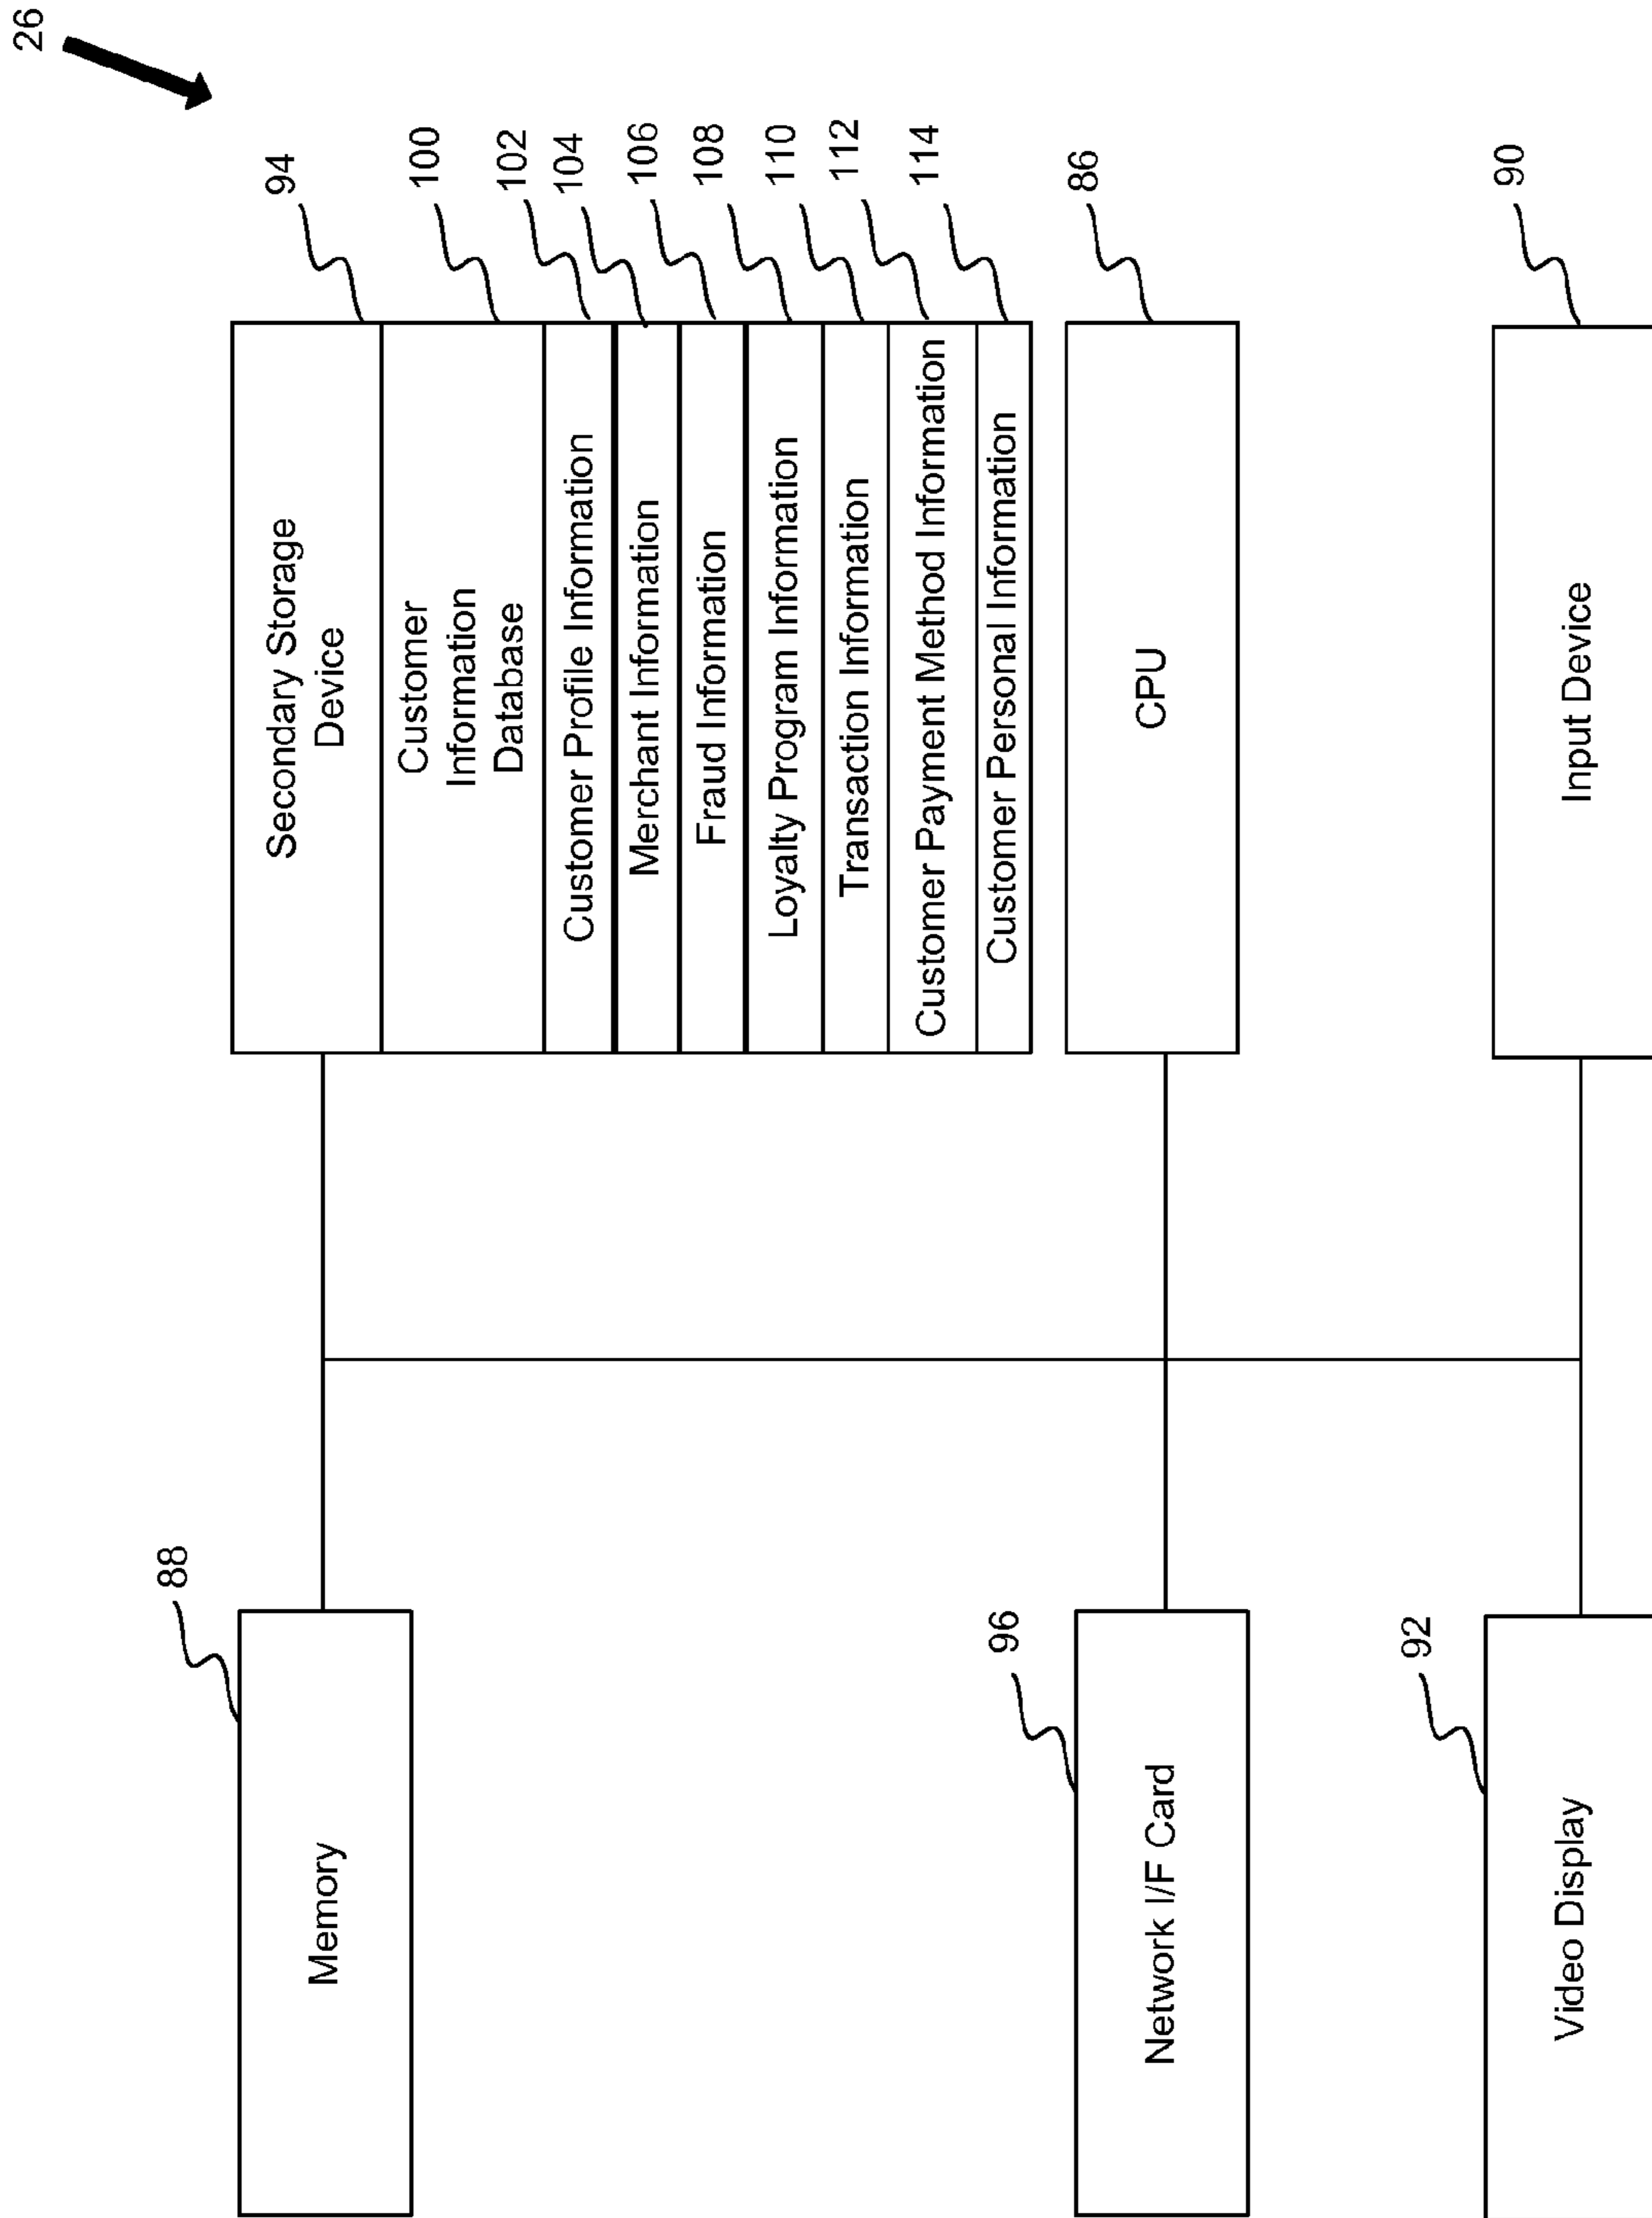 26
94
100
102
104
106
108
110
112
114
86
90
Secondary Storage
Device
Customer
Information
Database
Customer Profile Information
Merchant Information
Fraud Information
Loyalty Program Information
Transaction Information
Customer Payment Method Information
Customer Personal Information
CPU
Input Device
88
96
92
Memory
Network I/F Card
Video Display